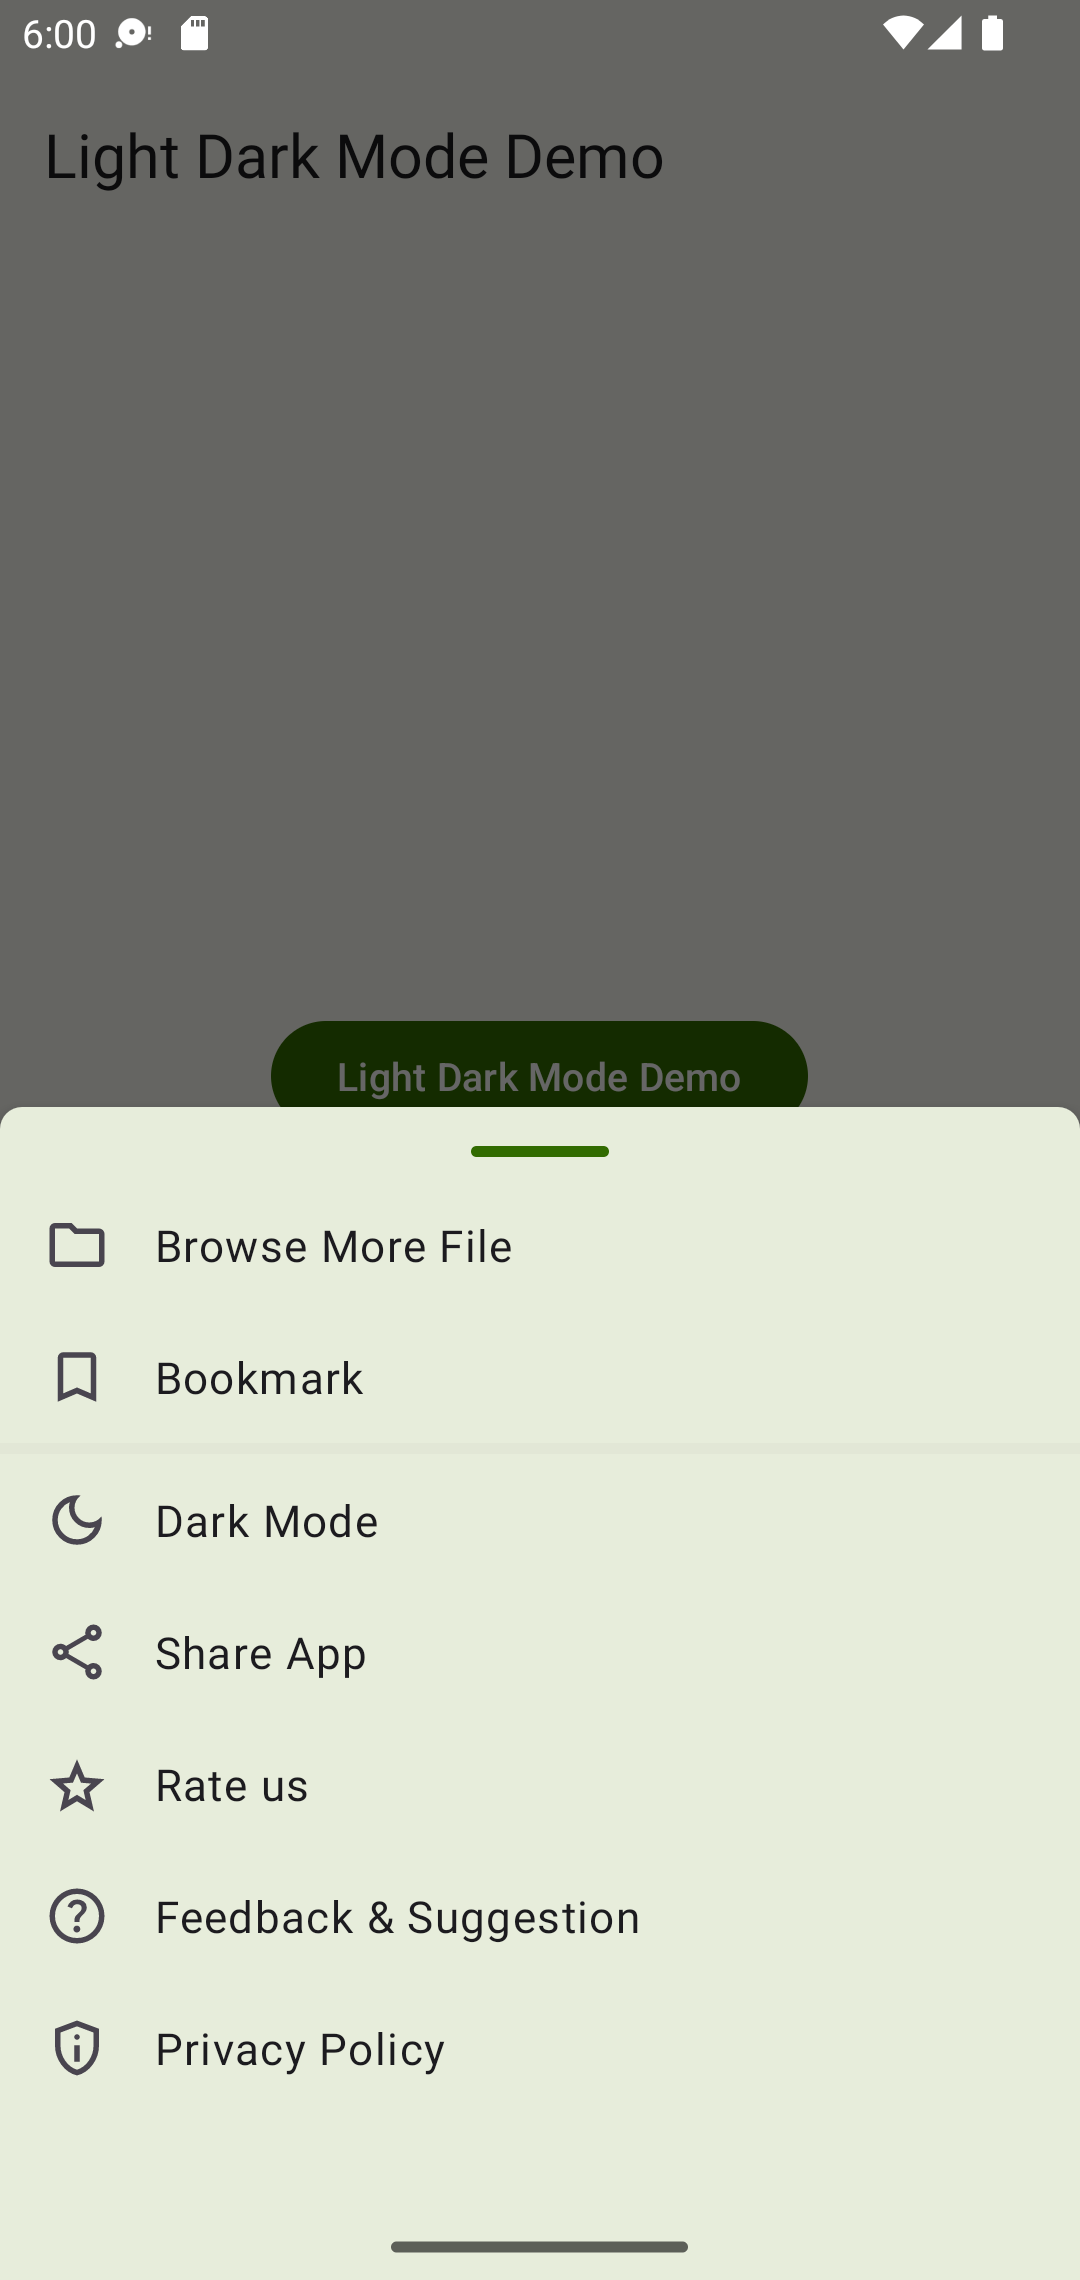 6:00
Light Dark Mode Demo
Light Dark Mode Demo
Browse More File
Bookmark
Dark Mode
Share App
Rate us
Feedback & Suggestion
Privacy Policy